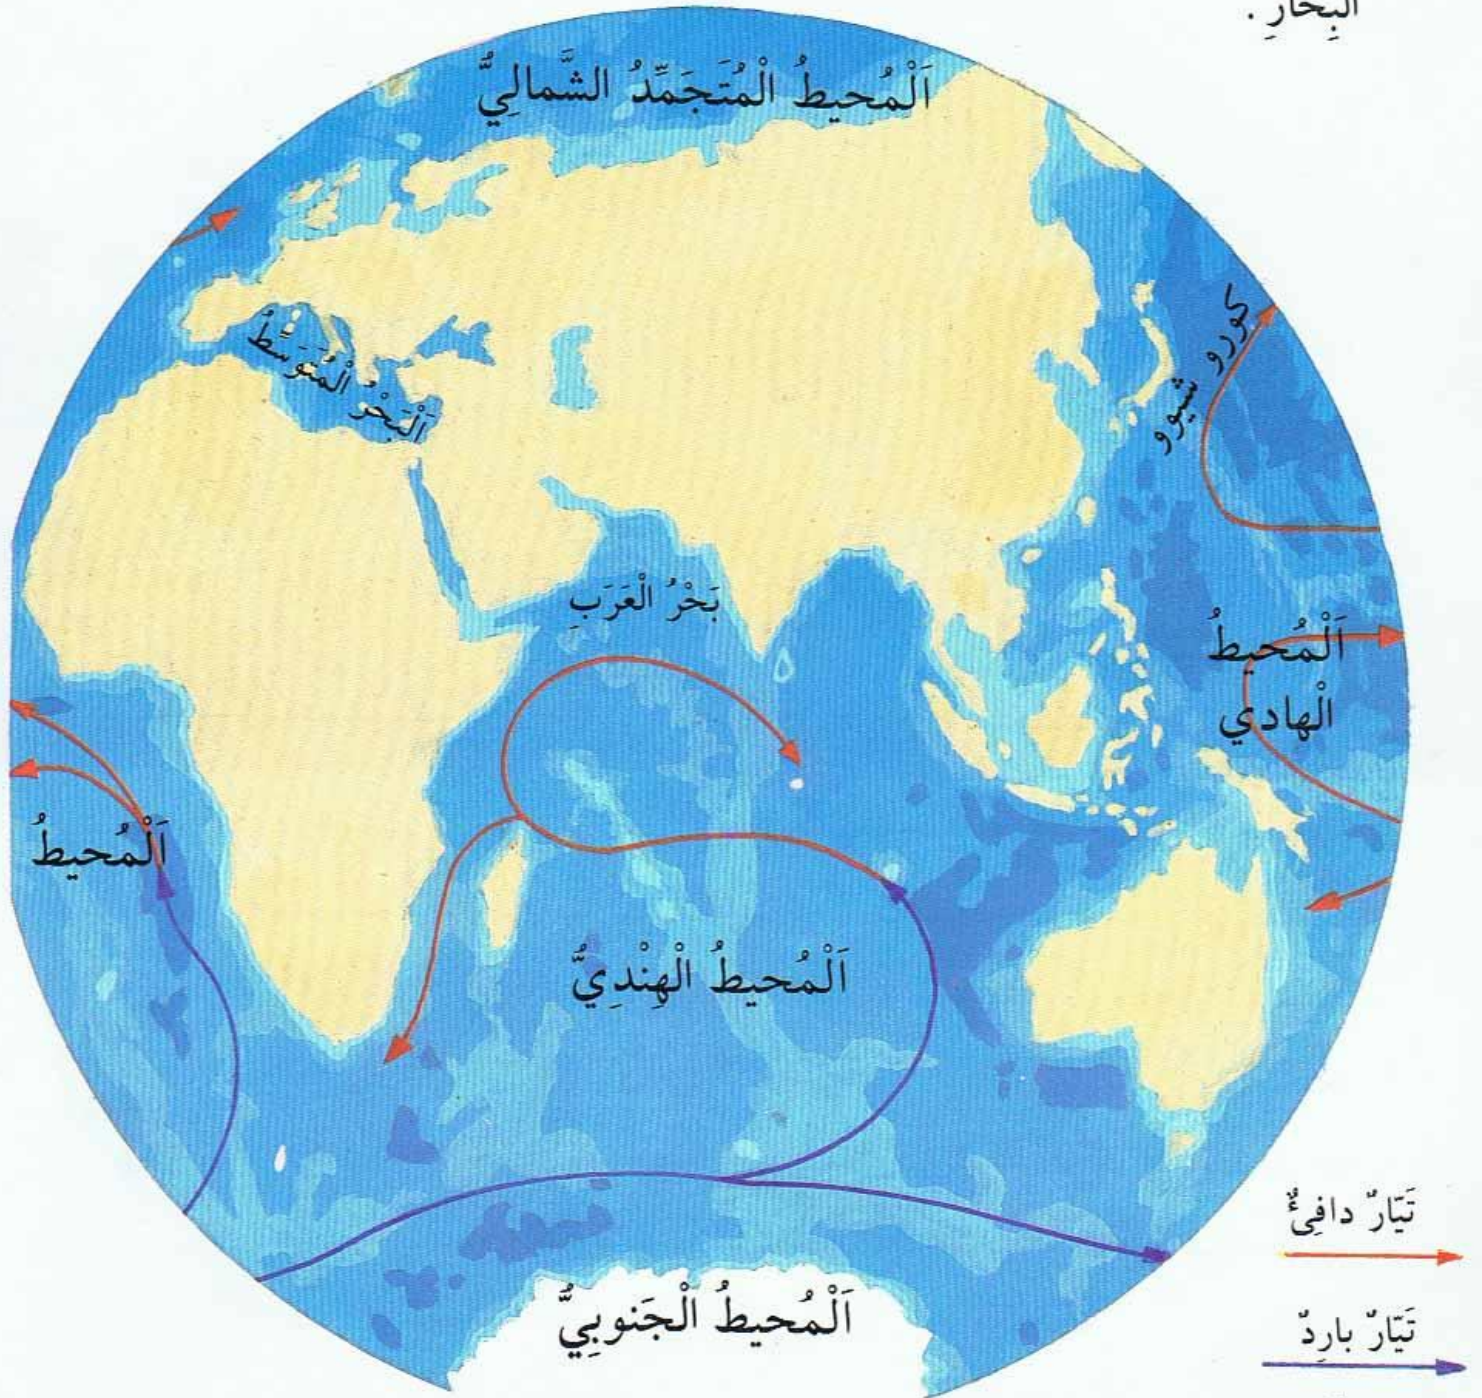 البِحَارِ .
اَلْمُحيطُ الْمُتَجَمِّدُ الشَّمالِيُّ
كورو شيوو
اَلْبَحْرُ الْمُتَوَسِّطُ
بَحْرُ الْعَرَبِ
اَلْمُحيطُ
الْهادي
اَلْمُحيطُ
اَلْمُحيطُ الْهِنْدِيُّ
تَيّارٌ دافِئٌ
اَلْمُحيطُ الْجَنوبِيُّ
تَيّارٌ بارِدٌ